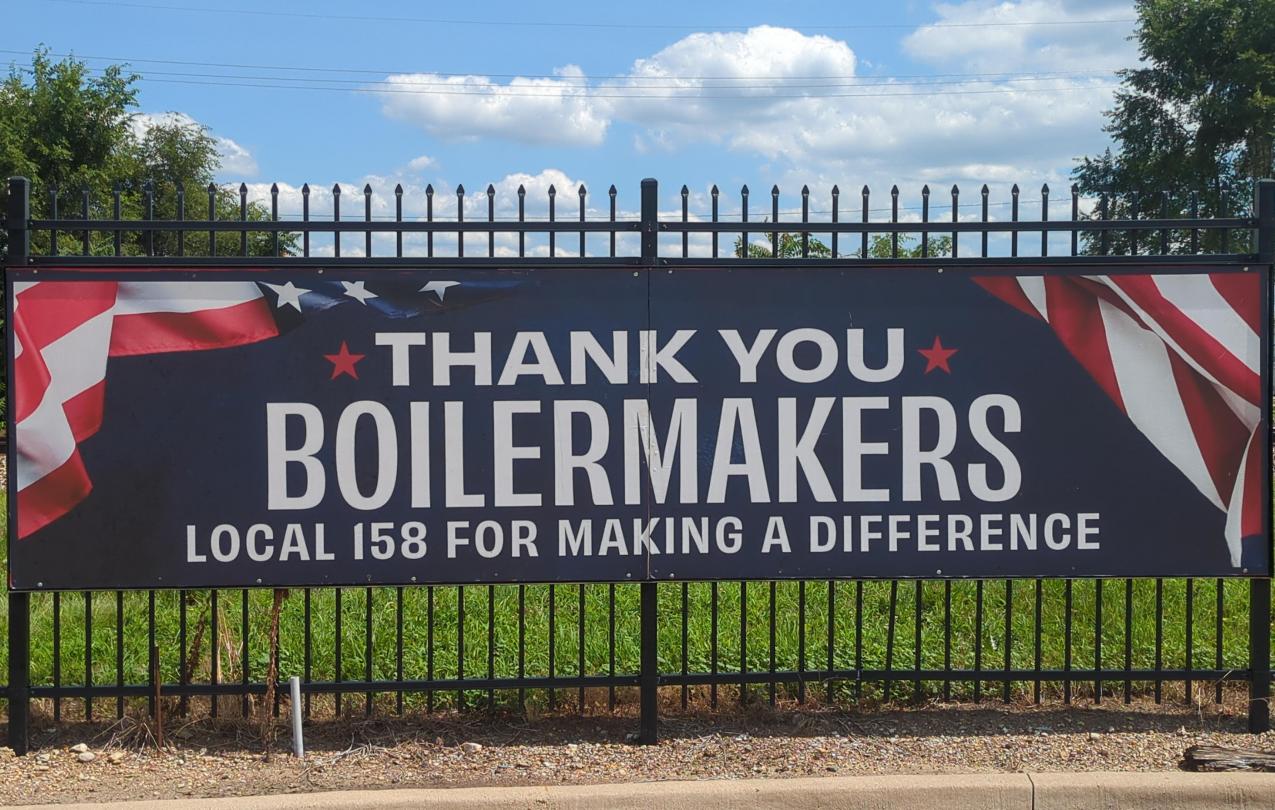 THANK YOU
BOILERMAKERS
LOCAL 158 FOR MAKING A DIFFERENCE